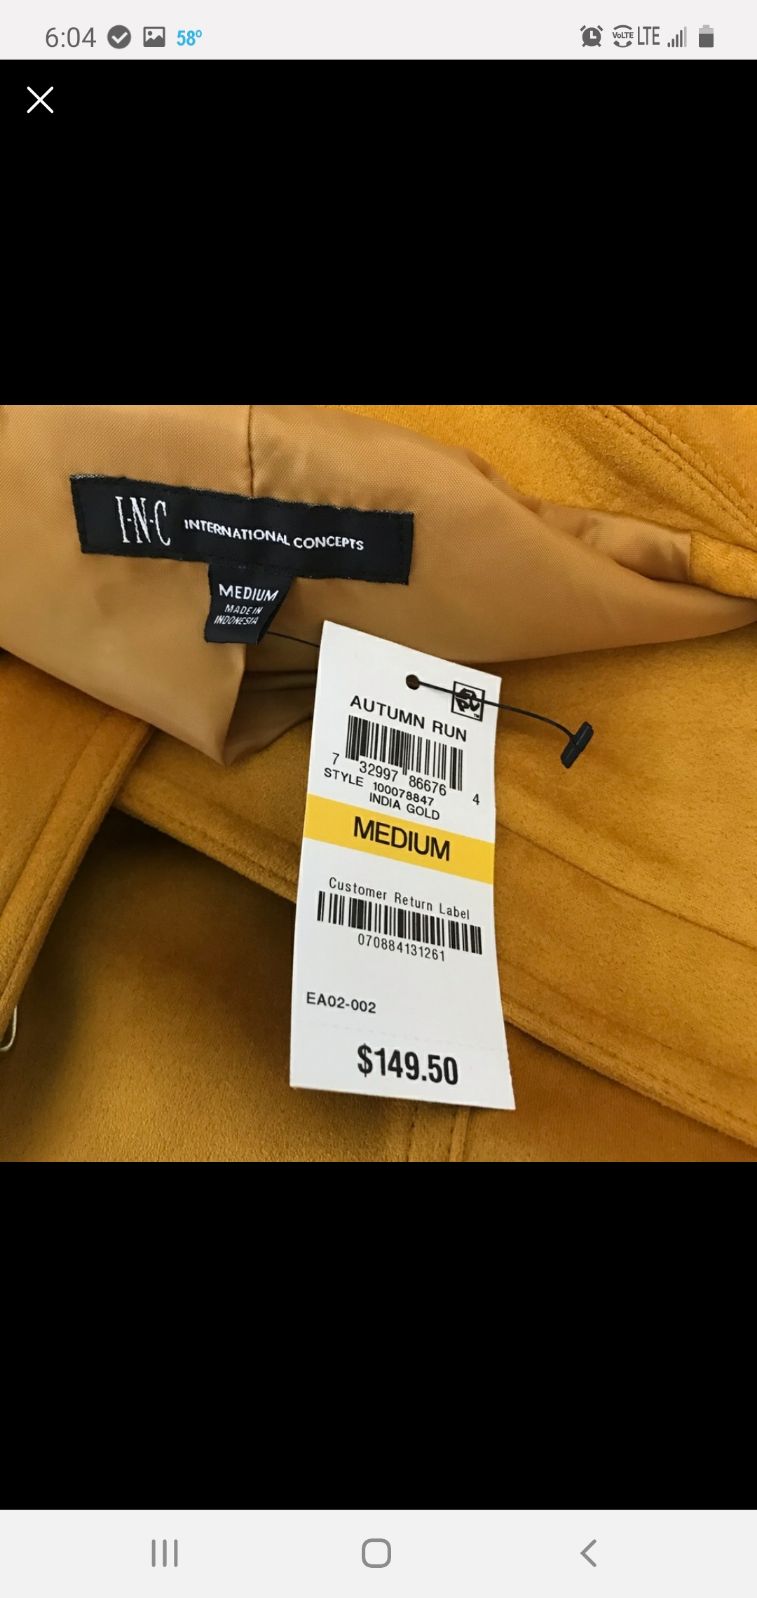 6:04 58° VoLTE LTE
I·N·C INTERNATIONAL CONCEPTS
MEDIUM
MADE IN
INDONESIA
AUTUMN RUN
7 32997 86676 4
STYLE 100078847
INDIA GOLD
MEDIUM
Customer Return Label
070884131261
EA02-002
$149.50